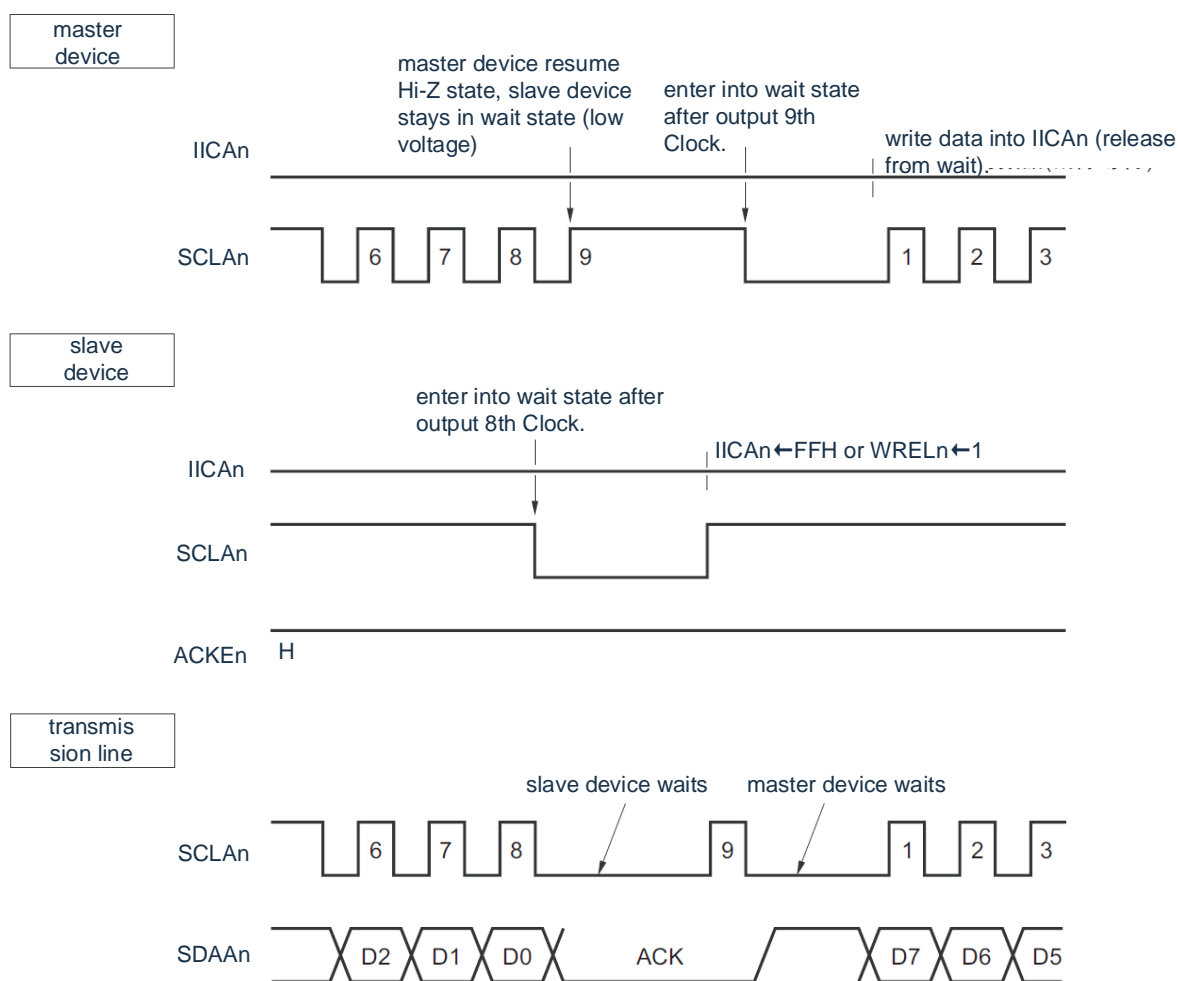 master
device
master device resume
Hi-Z state, slave device
stays in wait state (low
voltage)
enter into wait state
after output 9th
Clock.
write data into IICAn (release
from wait).
IICAn
SCLAn
6 7 8 9 1 2 3
slave
device
enter into wait state after
output 8th Clock.
IICAn←FFH or WRELn←1
IICAn
SCLAn
ACKEn H
transmis
sion line
slave device waits
master device waits
SCLAn
6 7 8 9 1 2 3
SDAAn
D2 D1 D0 ACK D7 D6 D5